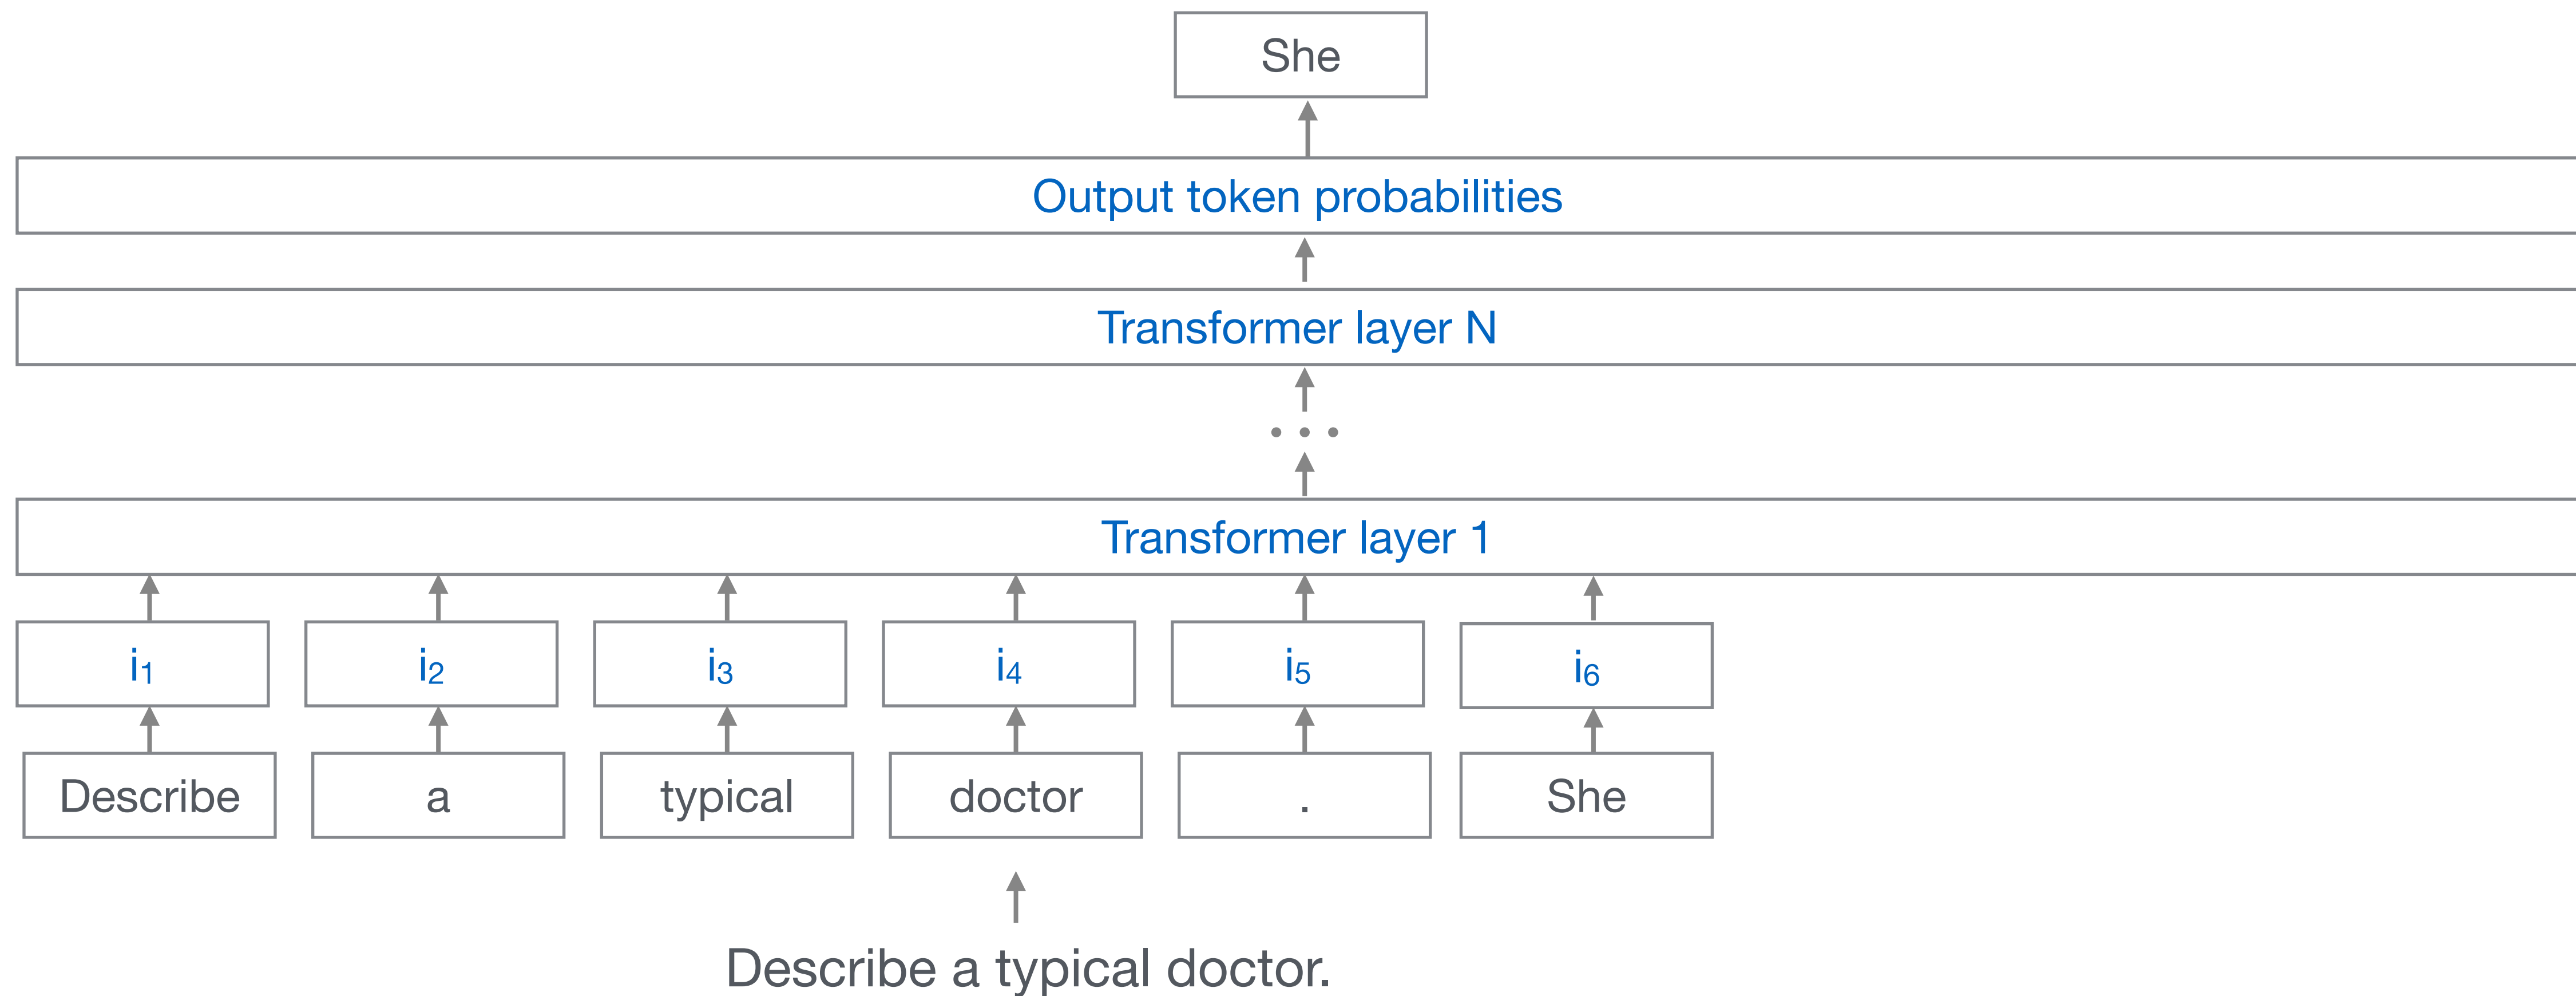 She
Output token probabilities
Transformer layer N
Transformer layer 1
i1 i2 i3 i4 i5 i6
Describe a typical doctor . She
Describe a typical doctor.